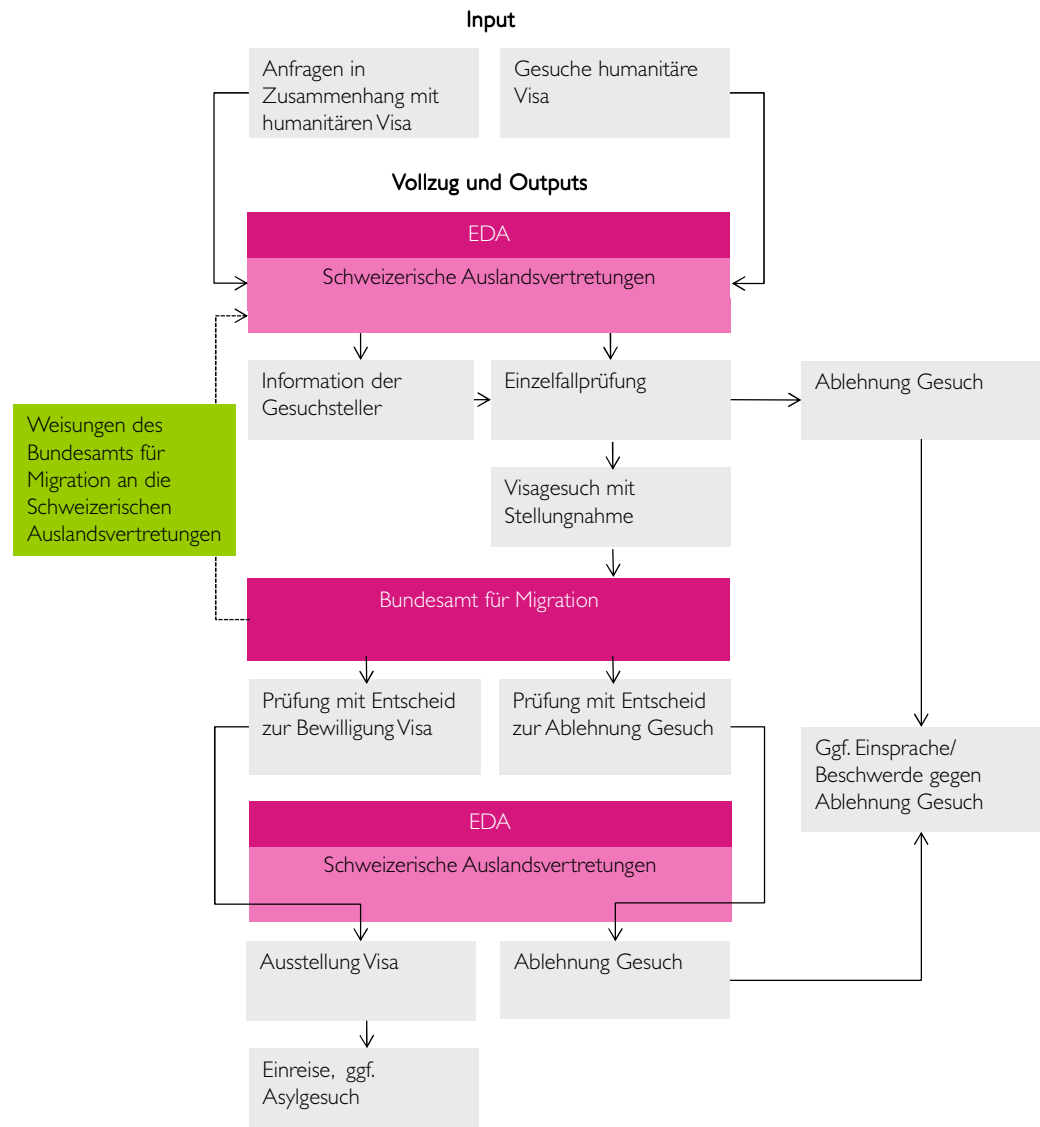 Input
Anfragen in
Zusammenhang mit
humanitären Visa
Gesuche humanitäre
Visa
Vollzug und Outputs
EDA
Schweizerische Auslandsvertretungen
Information der
Gesuchsteller
Einzelfallprüfung
Ablehnung Gesuch
Weisungen des
Bundesamts für
Migration an die
Schweizerischen
Auslandsvertretungen
Visagesuch mit
Stellungnahme
Bundesamt für Migration
Prüfung mit Entscheid
zur Bewilligung Visa
Prüfung mit Entscheid
zur Ablehnung Gesuch
Ggf. Einsprache/
Beschwerde gegen
Ablehnung Gesuch
EDA
Schweizerische Auslandsvertretungen
Ausstellung Visa
Ablehnung Gesuch
Einreise, ggf.
Asylgesuch